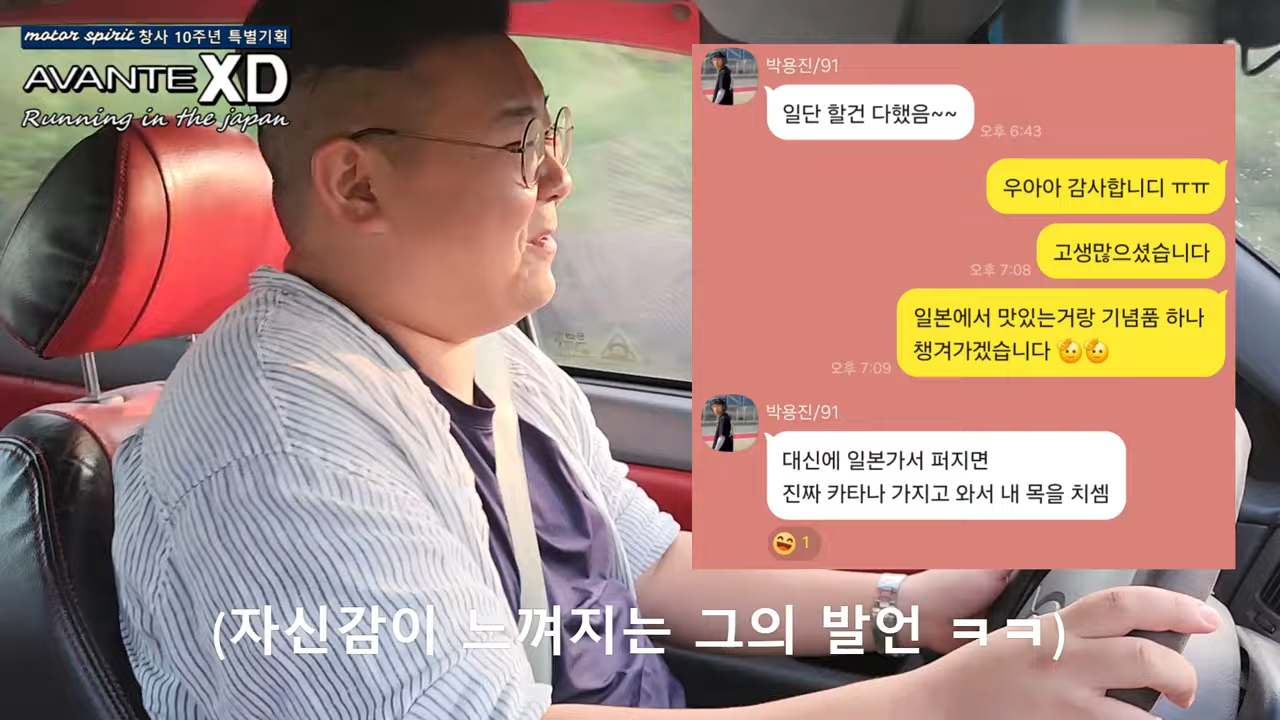 motor spirit 창사 10주년 특별기획
AVANTE XD
Running in the japan
박용진/91
일단 할건 다했음~~
오후 6:43
우아아 감사합니디 ㅠㅠ
고생많으셨습니다
오후 7:08
일본에서 맛있는거랑 기념품 하나
챙겨가겠습니다
오후 7:09
박용진/91
대신에 일본가서 퍼지면
진짜 카타나 가지고 와서 내 목을 치셈
1
(자신감이 느껴지는 그의 발언 ㅋㅋ)